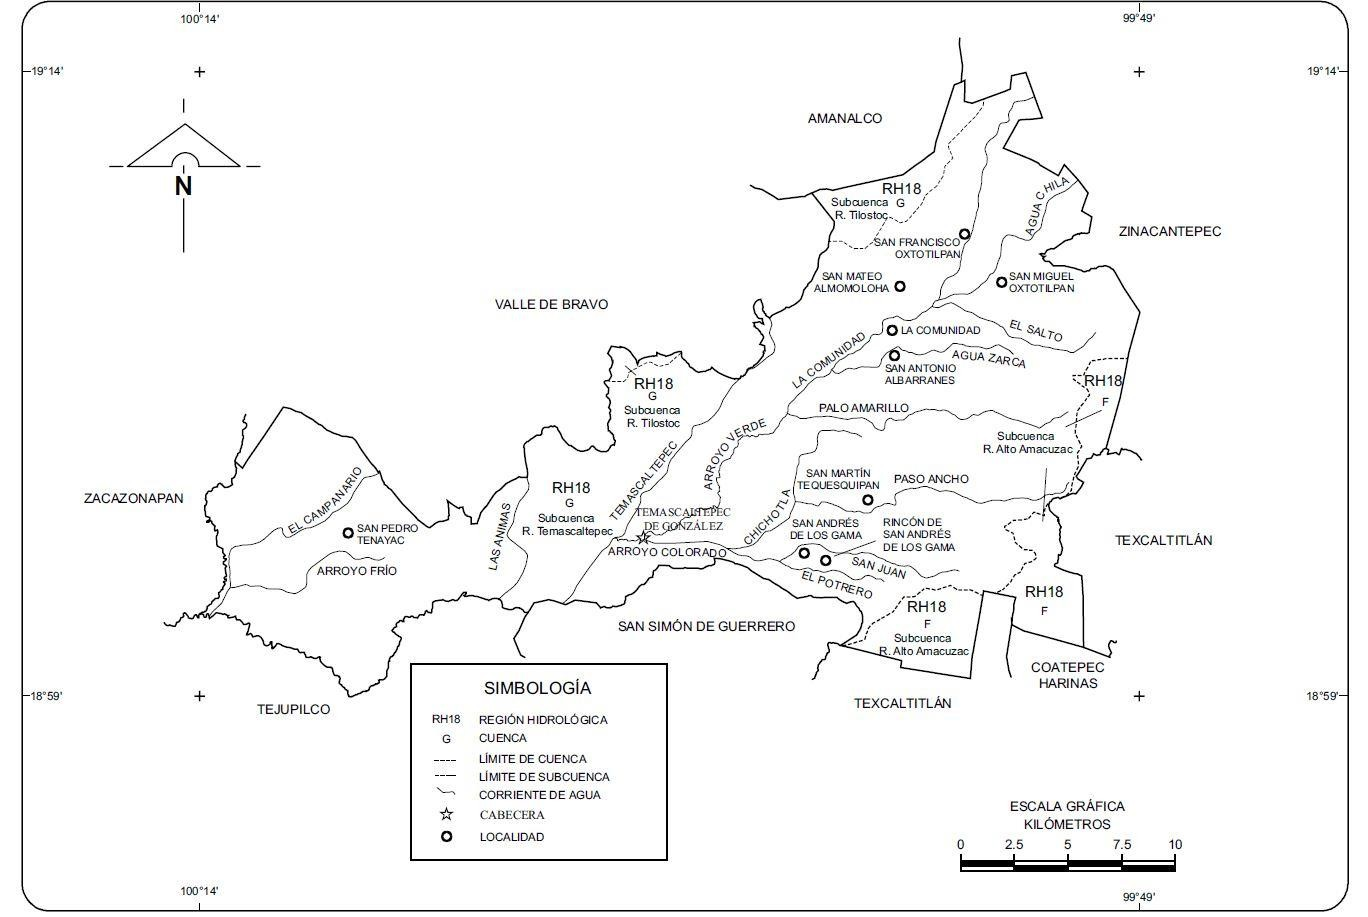 100°14'
99°49'
19°14'
19°14'
AMANALCO
N
RH18
Subcuenca G
R. Tilostoc
AGUA CHILA
ZINACANTEPEC
SAN FRANCISCO
OXTOTILPAN
SAN MATEO
ALMOMOLOHA
SAN MIGUEL
OXTOTILPAN
VALLE DE BRAVO
LA COMUNIDAD
EL SALTO
LA COMUNIDAD
AGUA ZARCA
SAN ANTONIO
ALBARRANES
RH18
G
Subcuenca
R. Tilostoc
RH18
F
PALO AMARILLO
ARROYO VERDE
Subcuenca
R. Alto Amacuzac
TEMASCALTEPEC
SAN MARTÍN
TEQUESQUIPAN
PASO ANCHO
ZACAZONAPAN
EL CAMPANARIO
RH18
G
Subcuenca
R. Temascaltepec
LAS ANIMAS
TEMASCALTEPEC
DE GONZÁLEZ
CHICHOTLA
SAN ANDRÉS
DE LOS GAMA
RINCÓN DE
SAN ANDRÉS
DE LOS GAMA
SAN PEDRO
TENAYAC
TEXCALTITLÁN
ARROYO COLORADO
ARROYO FRÍO
SAN JUAN
EL POTRERO
RH18
F
Subcuenca
R. Alto Amacuzac
RH18
F
SAN SIMÓN DE GUERRERO
COATEPEC
HARINAS
18°59'
18°59'
TEJUPILCO
TEXCALTITLÁN
SIMBOLOGÍA
RH18 REGIÓN HIDROLÓGICA
G CUENCA
LÍMITE DE CUENCA
LÍMITE DE SUBCUENCA
CORRIENTE DE AGUA
CABECERA
LOCALIDAD
ESCALA GRÁFICA
KILÓMETROS
0 2.5 5 7.5 10
100°14'
99°49'